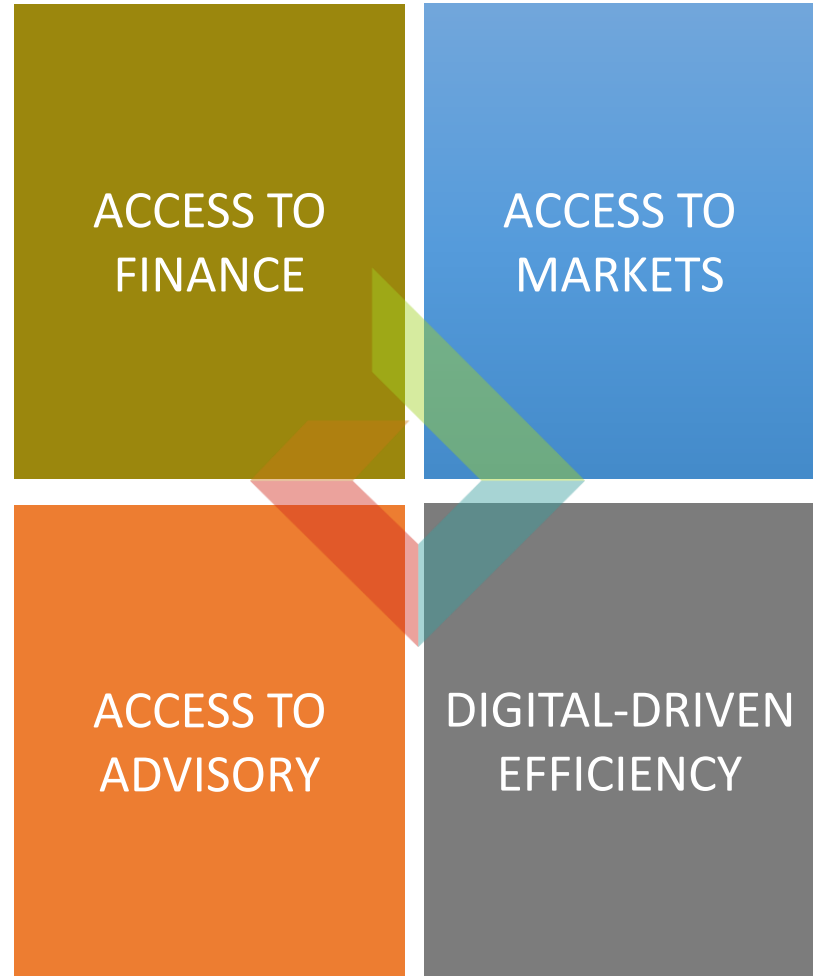 ACCESS TO
FINANCE
ACCESS TO
MARKETS
ACCESS TO
ADVISORY
DIGITAL-DRIVEN
EFFICIENCY